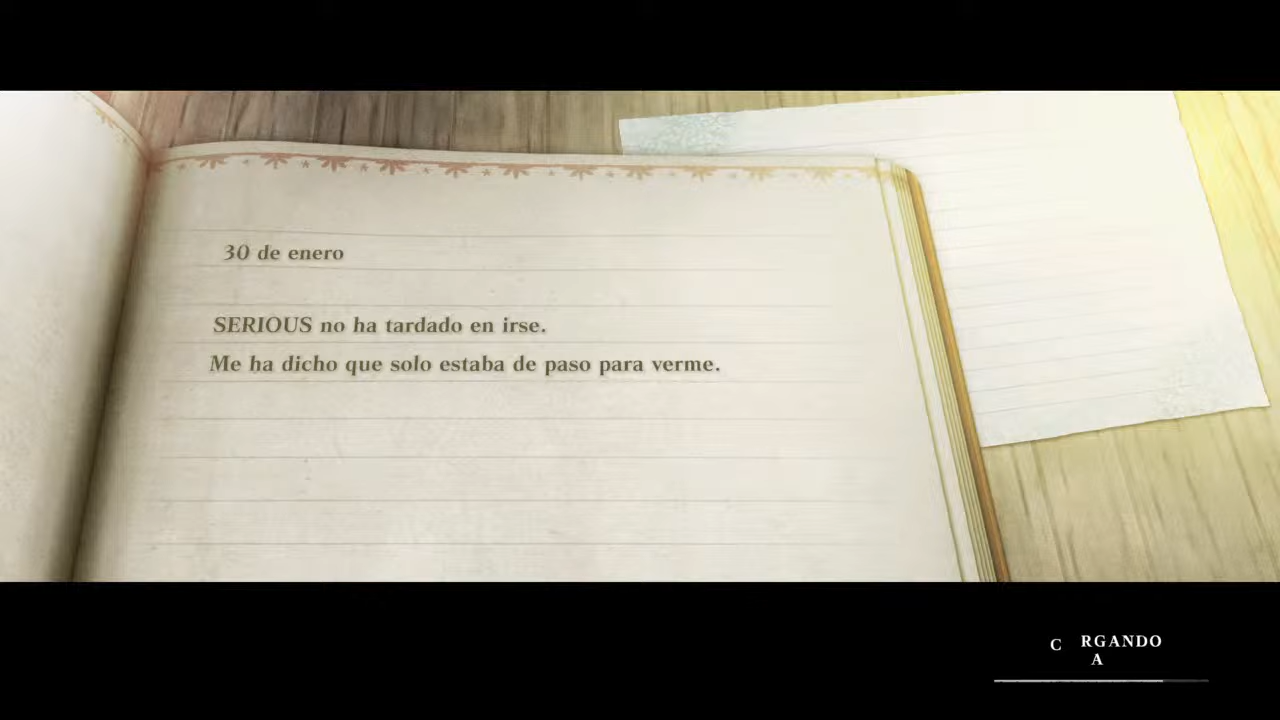 30 de enero
SERIOUS no ha tardado en irse.
Me ha dicho que solo estaba de paso para verme.
CARGANDO